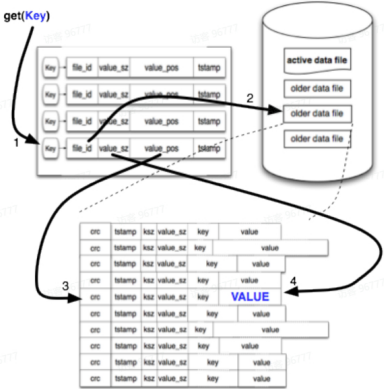 get(Key)
Key file_id value_sz value_pos tstamp
Key file_id value_sz value_pos tstamp
Key file_id value_sz value_pos tstamp
1 Key file_id value_sz value_pos tstamp
2
active data file
older data file
older data file
older data file
crc tstamp ksz value_sz key value
crc tstamp ksz value_sz key value
crc tstamp ksz value_sz key value
crc tstamp ksz value_sz key value
3 crc tstamp ksz value_sz key VALUE 4
crc tstamp ksz value_sz key value
crc tstamp ksz value_sz key value
crc tstamp ksz value_sz key value
crc tstamp ksz value_sz key value
crc tstamp ksz value_sz key value